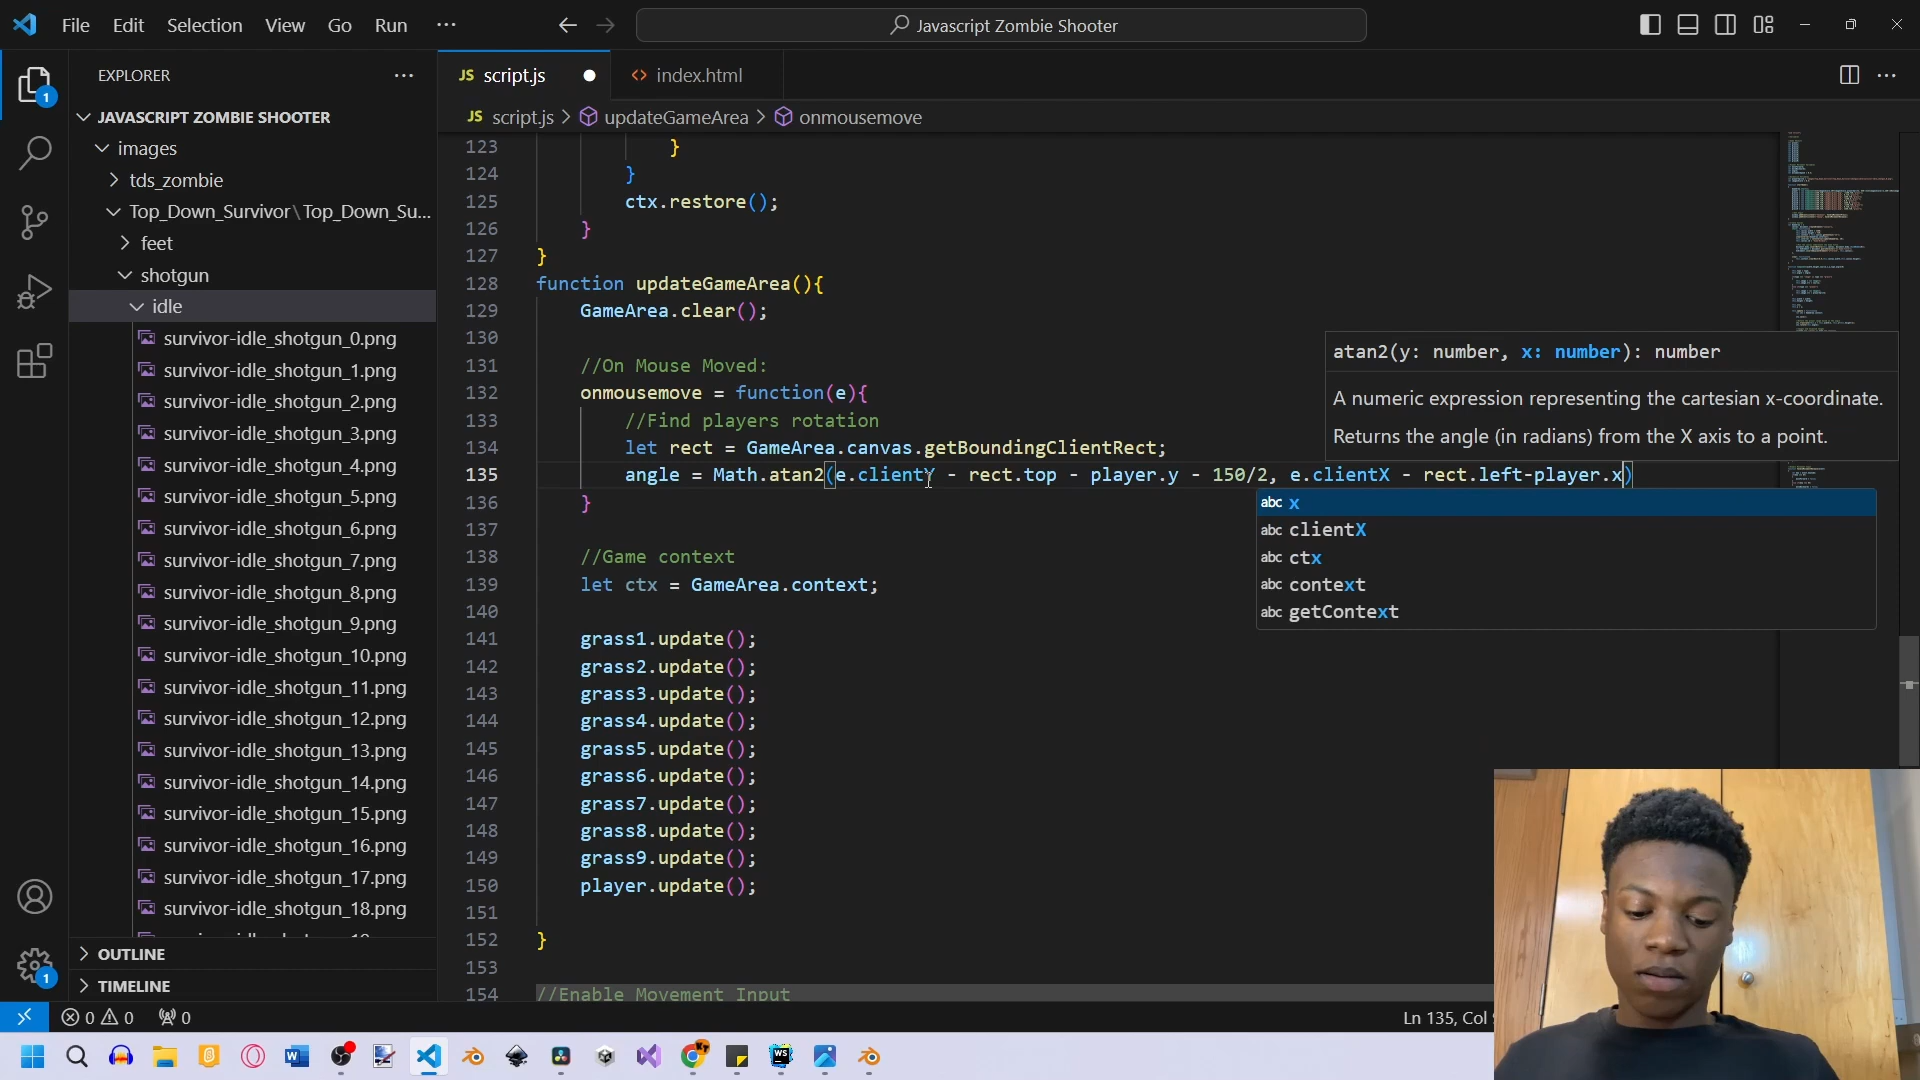 File Edit Selection View Go Run ···
Javascript Zombie Shooter
EXPLORER
JS script.js
<> index.html
JS script.js > updateGameArea > onmousemove
JAVASCRIPT ZOMBIE SHOOTER
images
tds_zombie
Top_Down_Survivor\Top_Down_Su...
feet
shotgun
idle
survivor-idle_shotgun_0.png
survivor-idle_shotgun_1.png
survivor-idle_shotgun_2.png
survivor-idle_shotgun_3.png
survivor-idle_shotgun_4.png
survivor-idle_shotgun_5.png
survivor-idle_shotgun_6.png
survivor-idle_shotgun_7.png
survivor-idle_shotgun_8.png
survivor-idle_shotgun_9.png
survivor-idle_shotgun_10.png
survivor-idle_shotgun_11.png
survivor-idle_shotgun_12.png
survivor-idle_shotgun_13.png
survivor-idle_shotgun_14.png
survivor-idle_shotgun_15.png
survivor-idle_shotgun_16.png
survivor-idle_shotgun_17.png
survivor-idle_shotgun_18.png
OUTLINE
TIMELINE
123 }
124 }
125 ctx.restore();
126 }
127 }
128 function updateGameArea(){
129 GameArea.clear();
130
131 //On Mouse Moved:
132 onmousemove = function(e){
133 //Find players rotation
134 let rect = GameArea.canvas.getBoundingClientRect;
135 angle = Math.atan2(e.clientY - rect.top - player.y - 150/2, e.clientX - rect.left-player.x)
136 }
137
138 //Game context
139 let ctx = GameArea.context;
140
141 grass1.update();
142 grass2.update();
143 grass3.update();
144 grass4.update();
145 grass5.update();
146 grass6.update();
147 grass7.update();
148 grass8.update();
149 grass9.update();
150 player.update();
151
152 }
153
154 //Enable Movement Input
atan2(y: number, x: number): number
A numeric expression representing the cartesian x-coordinate.
Returns the angle (in radians) from the X axis to a point.
abc x
abc clientX
abc ctx
abc context
abc getContext
1
1
0 0 0
Ln 135, Col